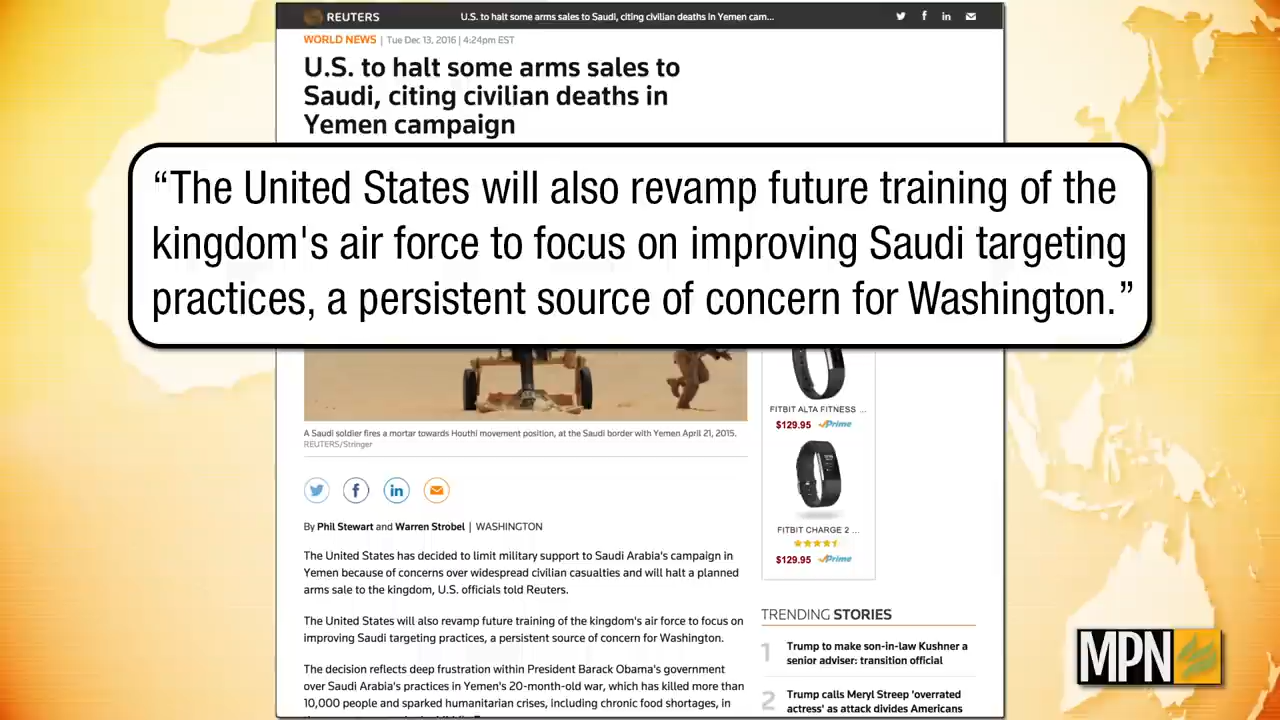 REUTERS
U.S. to halt some arms sales to Saudi, citing civilian deaths in Yemen cam...
WORLD NEWS | Tue Dec 13, 2016 | 4:24pm EST
U.S. to halt some arms sales to
Saudi, citing civilian deaths in
Yemen campaign
“The United States will also revamp future training of the
kingdom's air force to focus on improving Saudi targeting
practices, a persistent source of concern for Washington.”
A Saudi soldier fires a mortar towards Houthi movement position, at the Saudi border with Yemen April 21, 2015.
REUTERS/Stringer
By Phil Stewart and Warren Strobel | WASHINGTON
The United States has decided to limit military support to Saudi Arabia's campaign in
Yemen because of concerns over widespread civilian casualties and will halt a planned
arms sale to the kingdom, U.S. officials told Reuters.
The United States will also revamp future training of the kingdom's air force to focus on
improving Saudi targeting practices, a persistent source of concern for Washington.
The decision reflects deep frustration within President Barack Obama's government
over Saudi Arabia's practices in Yemen's 20-month-old war, which has killed more than
10,000 people and sparked humanitarian crises, including chronic food shortages, in
FITBIT ALTA FITNESS ...
$129.95 Prime
FITBIT CHARGE 2 ...
$129.95 Prime
TRENDING STORIES
1 Trump to make son-in-law Kushner a
senior adviser: transition official
2 Trump calls Meryl Streep 'overrated
actress' as attack divides Americans
MPN